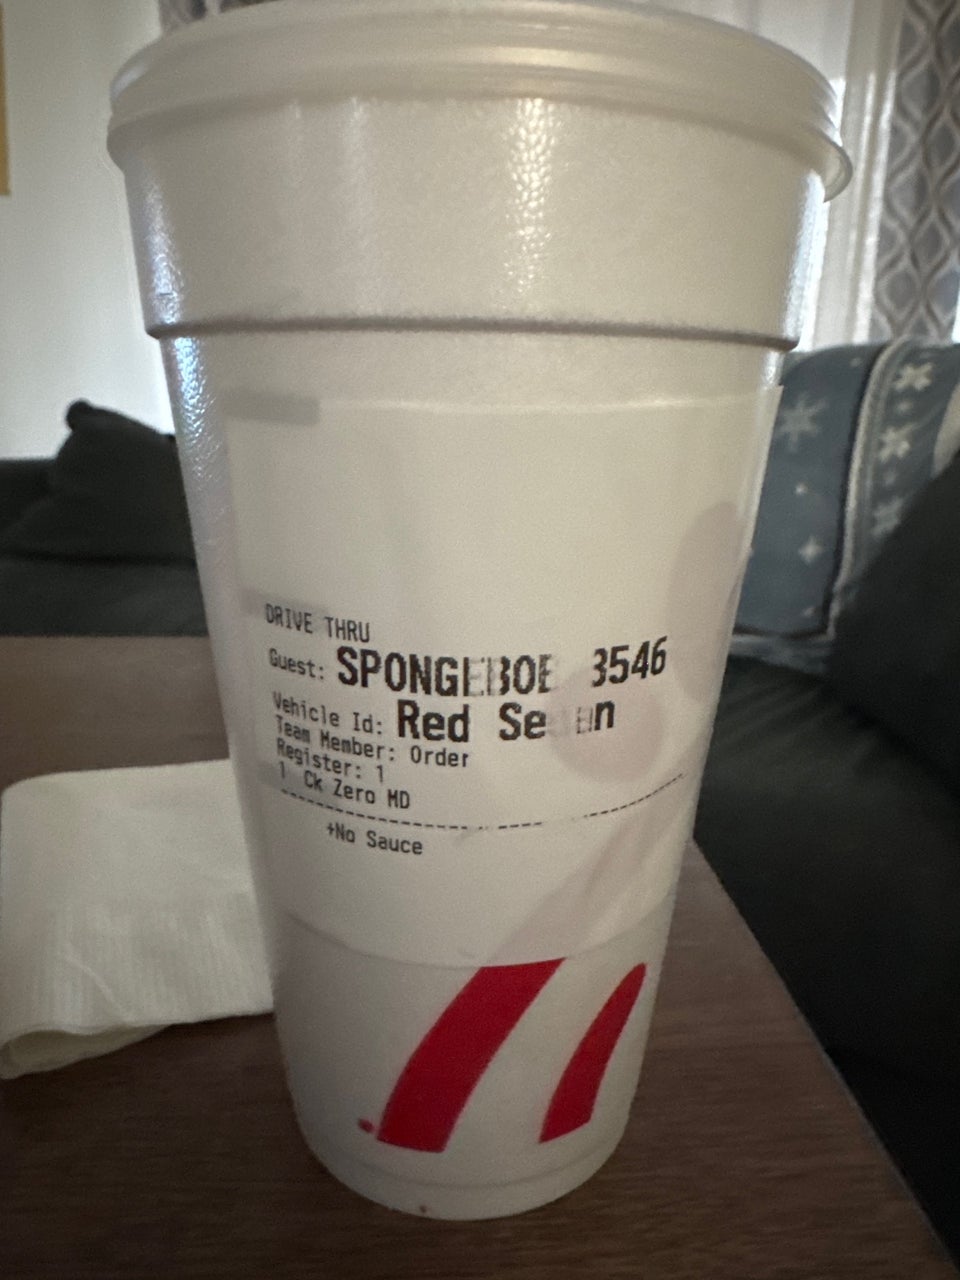 DRIVE THRU
Guest: SPONGEBOB 3546
Vehicle Id: Red Sedan
Team Member: Order
Register: 1
1 Ck Zero MD
+No Sauce